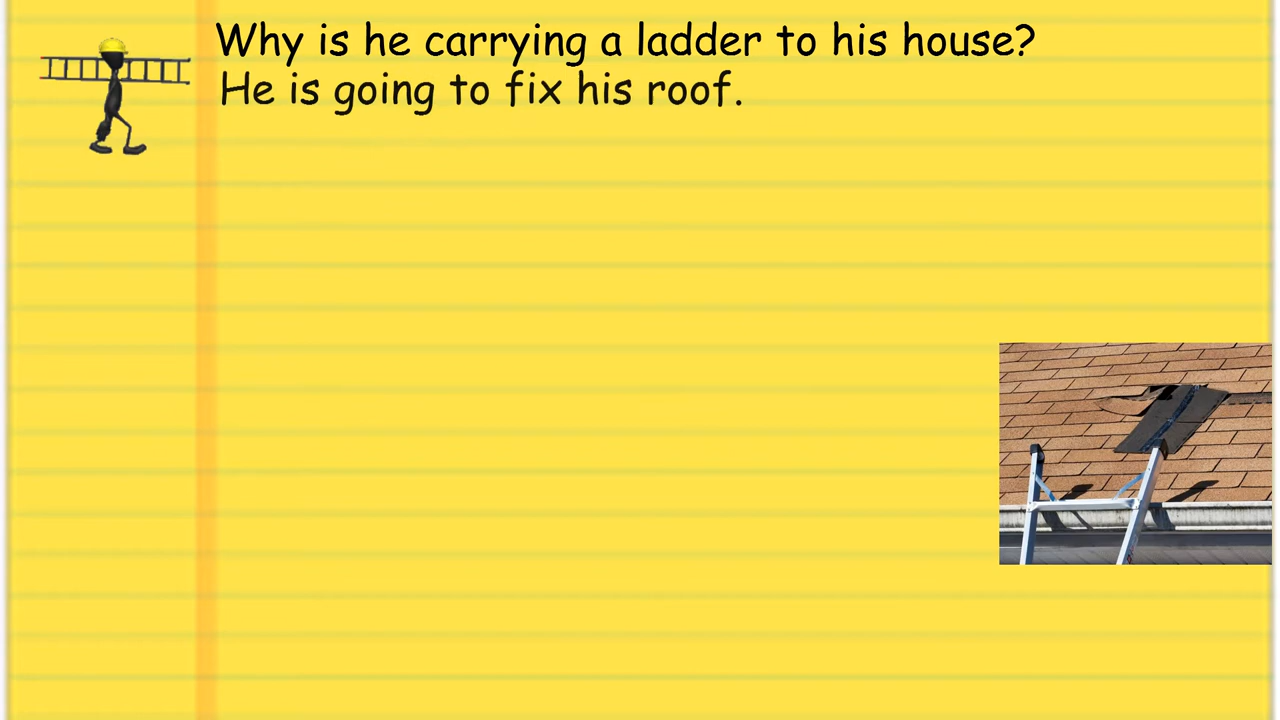 Why is he carrying a ladder to his house?
He is going to fix his roof.